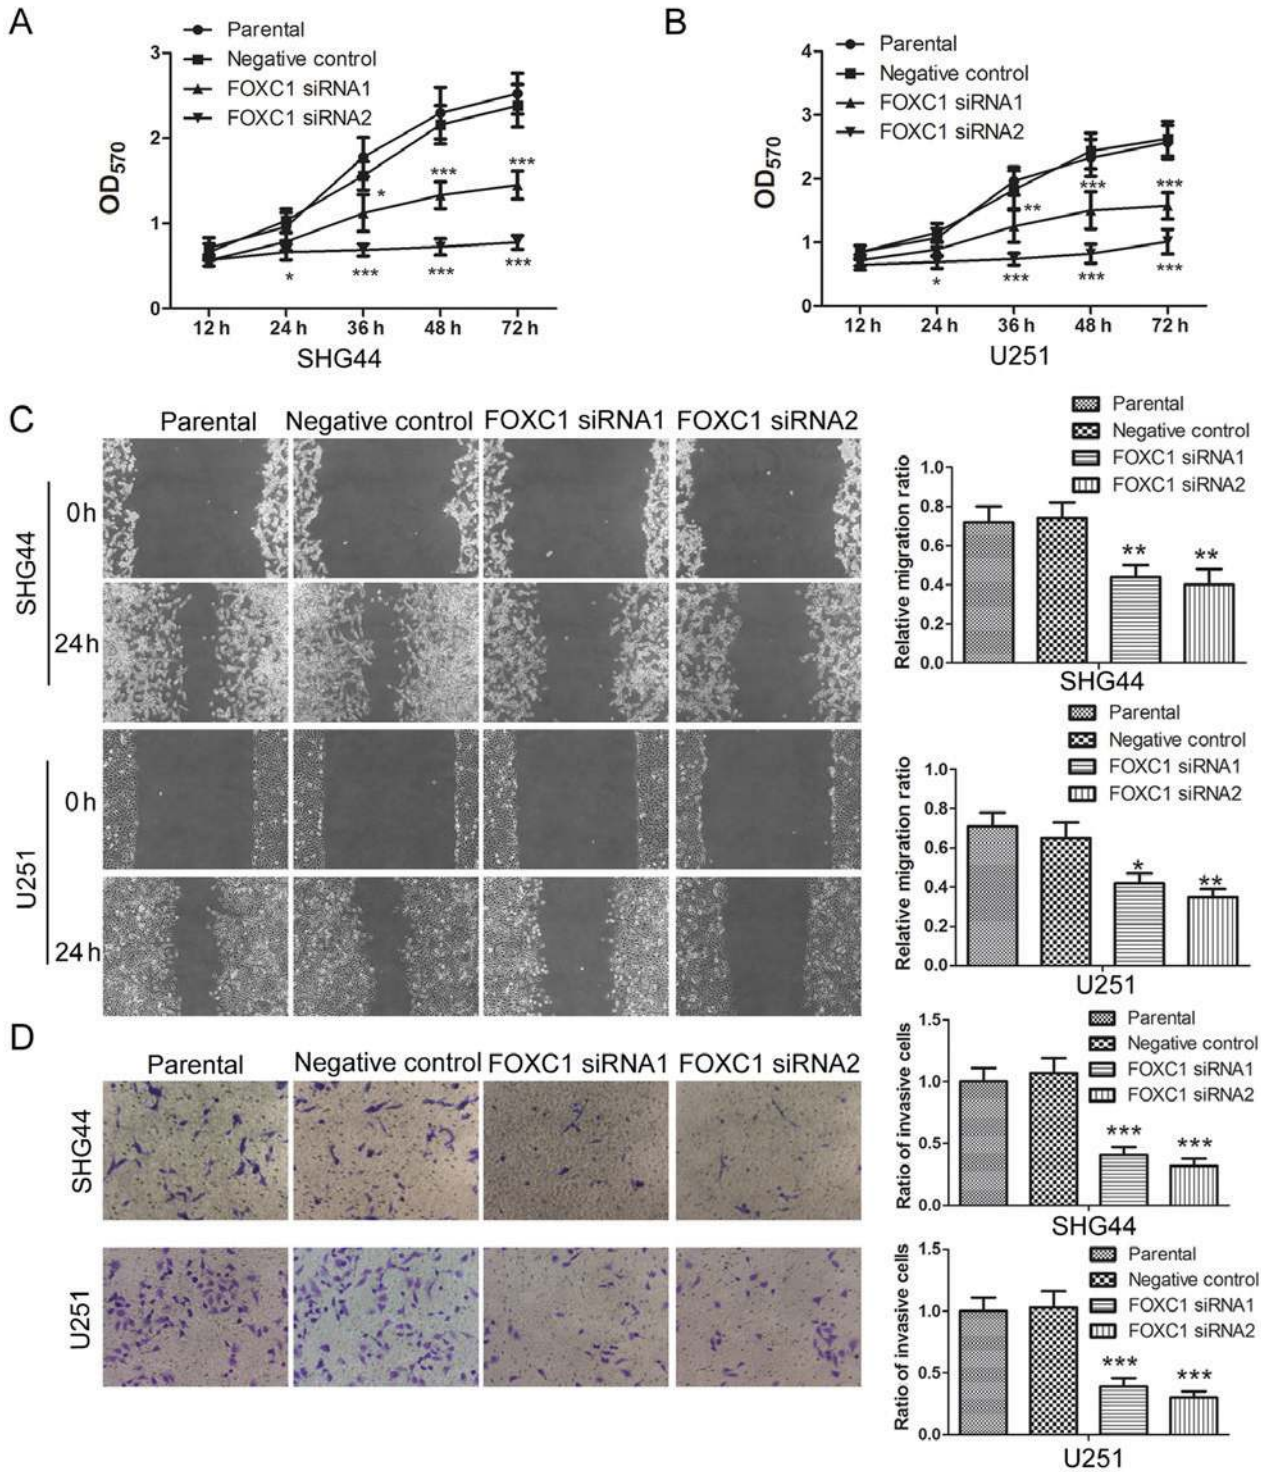 A
Parental
Negative control
FOXC1 siRNA1
FOXC1 siRNA2
OD570
3
2
1
0
*
***
***
*
***
***
***
12 h 24 h 36 h 48 h 72 h
SHG44
B
Parental
Negative control
FOXC1 siRNA1
FOXC1 siRNA2
OD570
4
3
2
1
0
**
***
***
*
***
***
***
12 h 24 h 36 h 48 h 72 h
U251
C
Parental Negative control FOXC1 siRNA1 FOXC1 siRNA2
SHG44
0h
24h
U251
0h
24h
Parental
Negative control
FOXC1 siRNA1
FOXC1 siRNA2
Relative migration ratio
1.0
0.8
0.6
0.4
0.2
0.0
** **
SHG44
Parental
Negative control
FOXC1 siRNA1
FOXC1 siRNA2
Relative migration ratio
1.0
0.8
0.6
0.4
0.2
0.0
* **
U251
D
Parental Negative control FOXC1 siRNA1 FOXC1 siRNA2
SHG44
U251
Parental
Negative control
FOXC1 siRNA1
FOXC1 siRNA2
Ratio of invasive cells
1.5
1.0
0.5
0.0
*** ***
SHG44
Parental
Negative control
FOXC1 siRNA1
FOXC1 siRNA2
Ratio of invasive cells
1.5
1.0
0.5
0.0
*** ***
U251